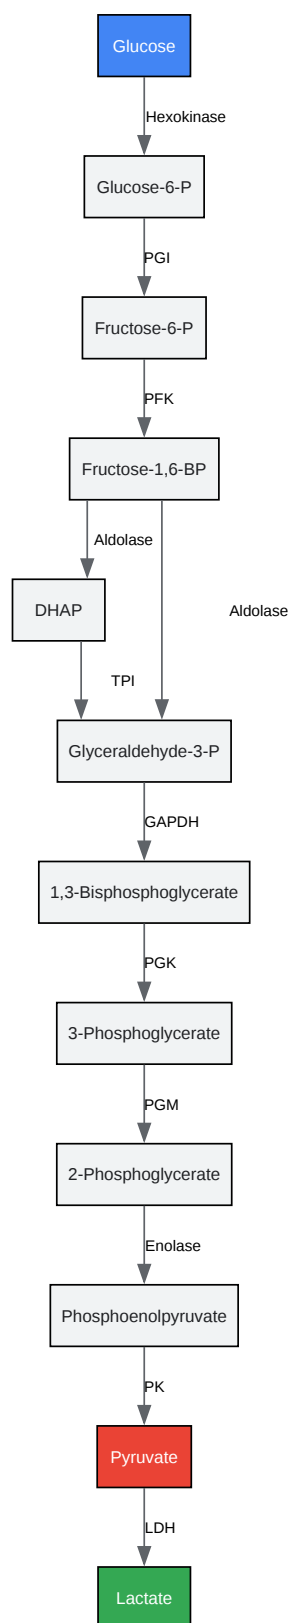 Glucose
Hexokinase
Glucose-6-P
PGI
Fructose-6-P
PFK
Fructose-1,6-BP
Aldolase
DHAP
Aldolase
TPI
Glyceraldehyde-3-P
GAPDH
1,3-Bisphosphoglycerate
PGK
3-Phosphoglycerate
PGM
2-Phosphoglycerate
Enolase
Phosphoenolpyruvate
PK
Pyruvate
LDH
Lactate